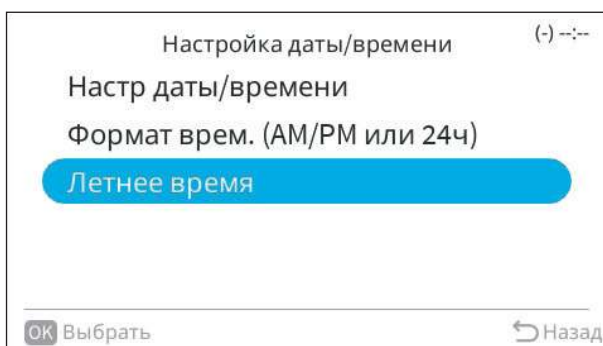 Настройка даты/времени (-) --:--
Настр даты/времени
Формат врем. (AM/PM или 24ч)
Летнее время
OK Выбрать Назад